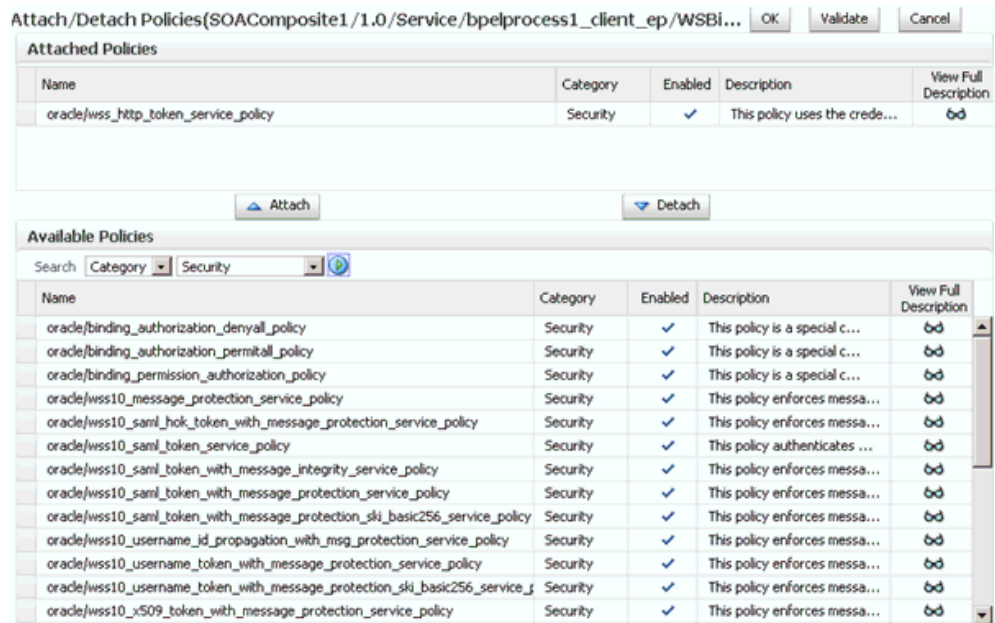 Attach/Detach Policies(SOAComposite1/1.0/Service/bpelprocess1_client_ep/WSBi... OK Validate Cancel
Attached Policies
Name Category Enabled Description View Full Description
oracle/wss_http_token_service_policy Security This policy uses the crede...
Attach Detach
Available Policies
Search Category Security
Name Category Enabled Description View Full Description
oracle/binding_authorization_denyall_policy Security This policy is a special c...
oracle/binding_authorization_permitall_policy Security This policy is a special c...
oracle/binding_permission_authorization_policy Security This policy is a special c...
oracle/wss10_message_protection_service_policy Security This policy enforces messa...
oracle/wss10_saml_hok_token_with_message_protection_service_policy Security This policy enforces messa...
oracle/wss10_saml_token_service_policy Security This policy authenticates ...
oracle/wss10_saml_token_with_message_integrity_service_policy Security This policy enforces messa...
oracle/wss10_saml_token_with_message_protection_service_policy Security This policy enforces messa...
oracle/wss10_saml_token_with_message_protection_ski_basic256_service_policy Security This policy enforces messa...
oracle/wss10_username_id_propagation_with_msg_protection_service_policy Security This policy enforces messa...
oracle/wss10_username_token_with_message_protection_service_policy Security This policy enforces messa...
oracle/wss10_username_token_with_message_protection_ski_basic256_service_p Security This policy enforces messa...
oracle/wss10_x509_token_with_message_protection_service_policy Security This policy enforces messa...